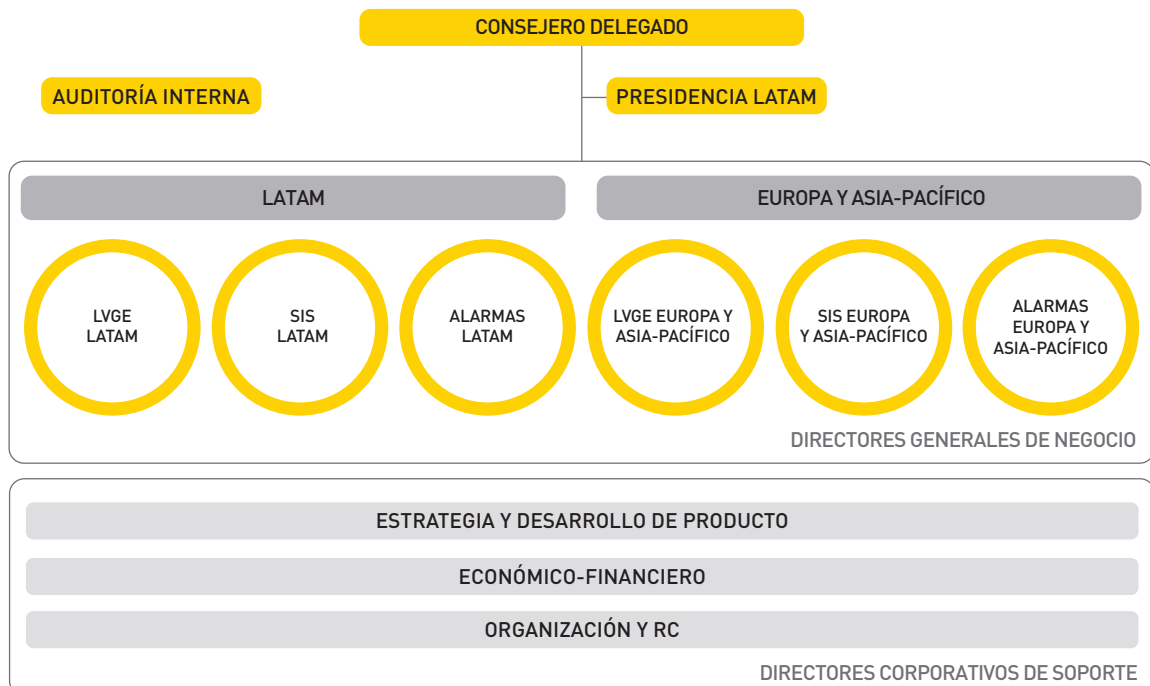 CONSEJERO DELEGADO
AUDITORÍA INTERNA
PRESIDENCIA LATAM
LATAM
EUROPA Y ASIA-PACÍFICO
LVGE
LATAM
SIS
LATAM
ALARMAS
LATAM
LVGE EUROPA Y
ASIA-PACÍFICO
SIS EUROPA
Y ASIA-PACÍFICO
ALARMAS
EUROPA Y
ASIA-PACÍFICO
DIRECTORES GENERALES DE NEGOCIO
ESTRATEGIA Y DESARROLLO DE PRODUCTO
ECONÓMICO-FINANCIERO
ORGANIZACIÓN Y RC
DIRECTORES CORPORATIVOS DE SOPORTE